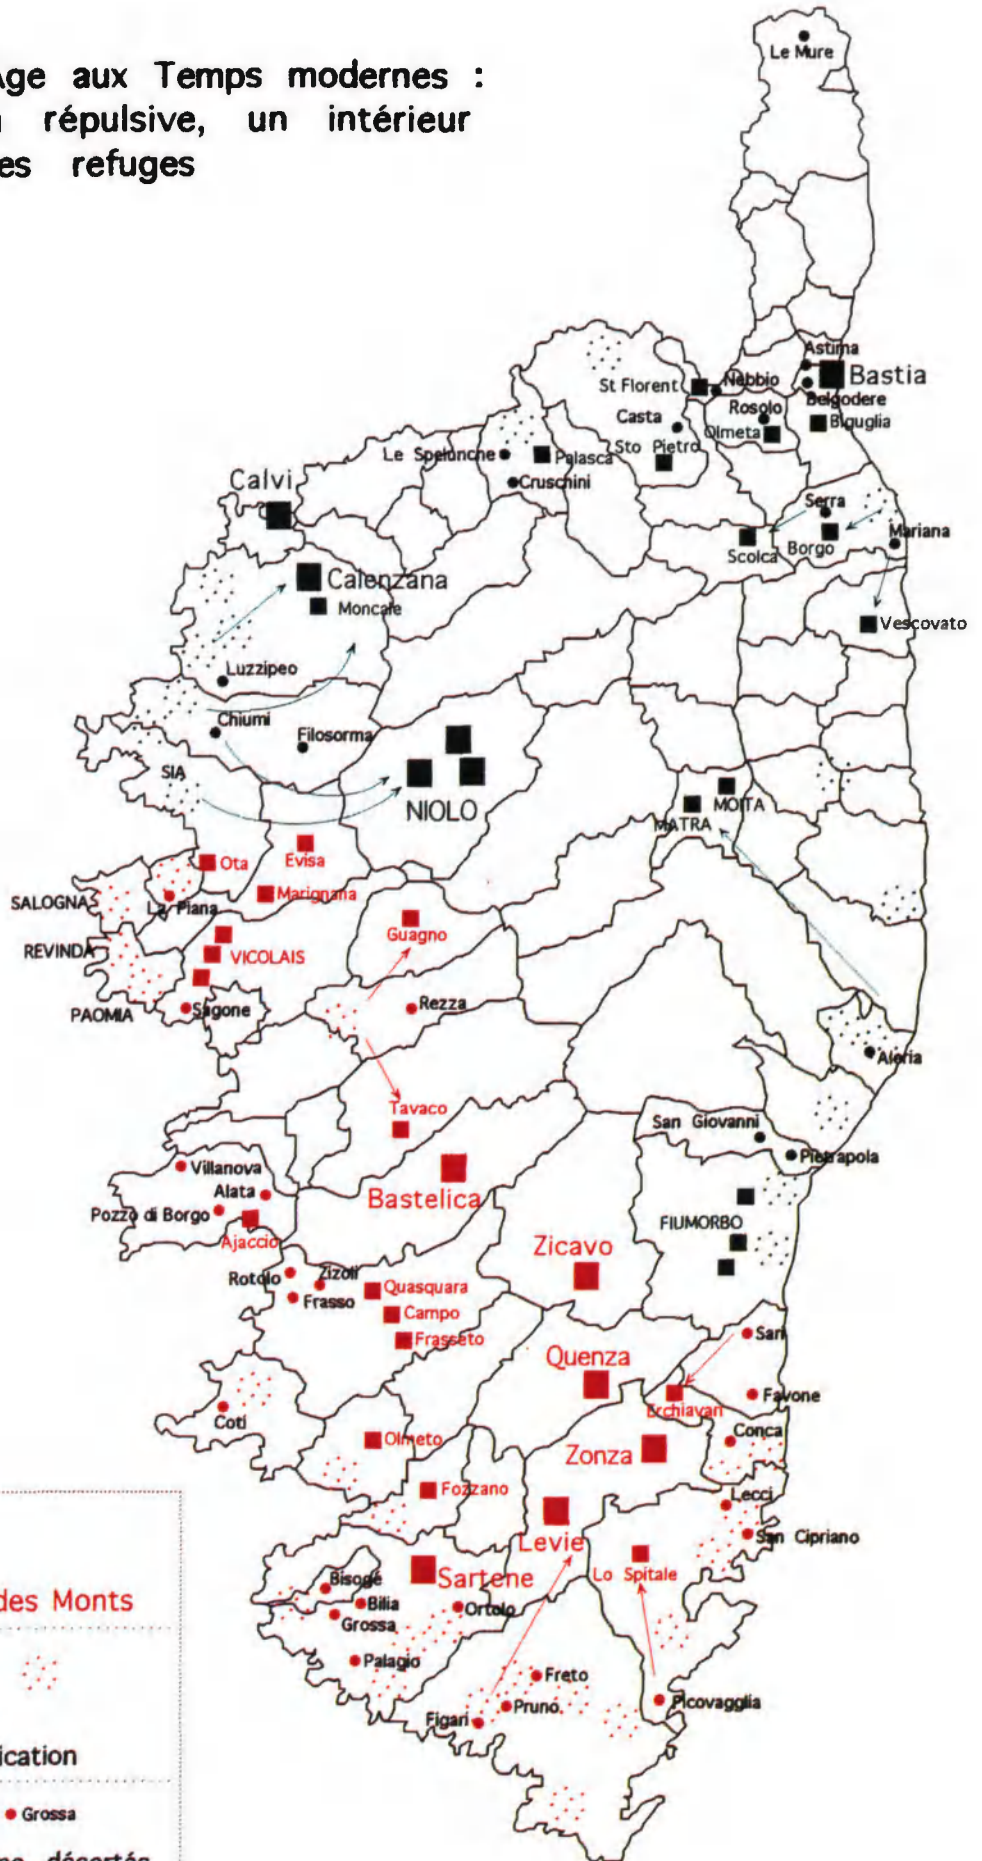 Age aux Temps modernes :
répulsive, un intérieur
es refuges
Le Mure
Astima
Bastia
St Florent
Nebbio
Belgodere
Rosolo
Casta
Olmeta
Biguglia
Sto Pietro
Le Spelunche
Palasca
Cruschini
Calvi
Serra
Mariana
Borgo
Scolca
Calenzana
Moncale
Vescovato
Luzzipeo
Chiumi
Filosorma
SIA
NIOLO
MOITA
MATRA
Ota
Evisa
Marignana
SALOGNA
La Piana
Guagno
REVINDA
VICOLAIS
PAOMIA
Sagone
Rezza
Aleria
Tavaco
San Giovanni
Pietrapola
Villanova
Alata
Bastelica
Pozzo di Borgo
Ajaccio
FIUMORBO
Zicavo
Rotolo
Zizoli
Frasso
Quasquara
Campo
Frasseto
Sari
Quenza
Erchiavari
Favone
Coti
Conca
Olmeto
Zonza
Fozzano
Lecci
Levie
San Cipriano
Lo Spitale
Sartene
Bisoge
Bilia
Grossa
Ortolo
Palagio
Freto
Pruno
Figari
Picovagglia
des Monts
ication
Grossa
désertés